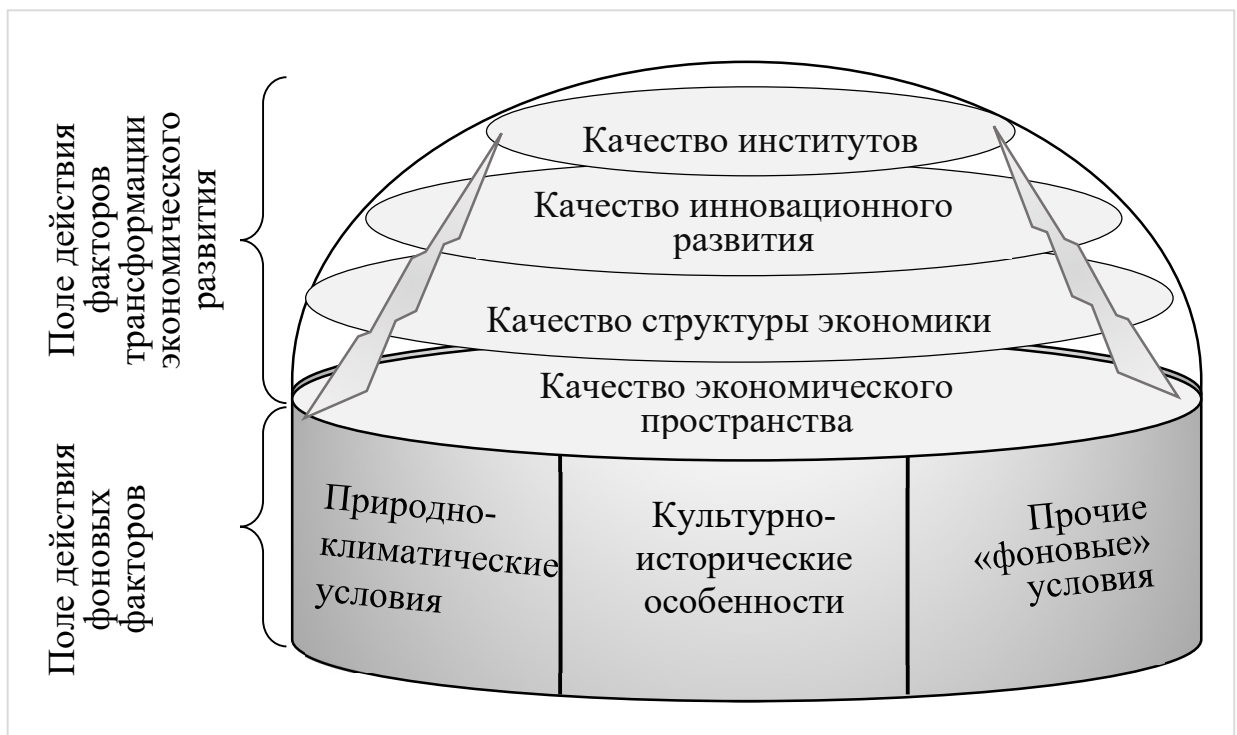 Поле действия
факторов
трансформации
экономического
развития
Качество институтов
Качество инновационного
развития
Качество структуры экономики
Качество экономического
пространства
Поле действия
фоновых
факторов
Природно-
климатические
условия
Культурно-
исторические
особенности
Прочие
«фоновые»
условия